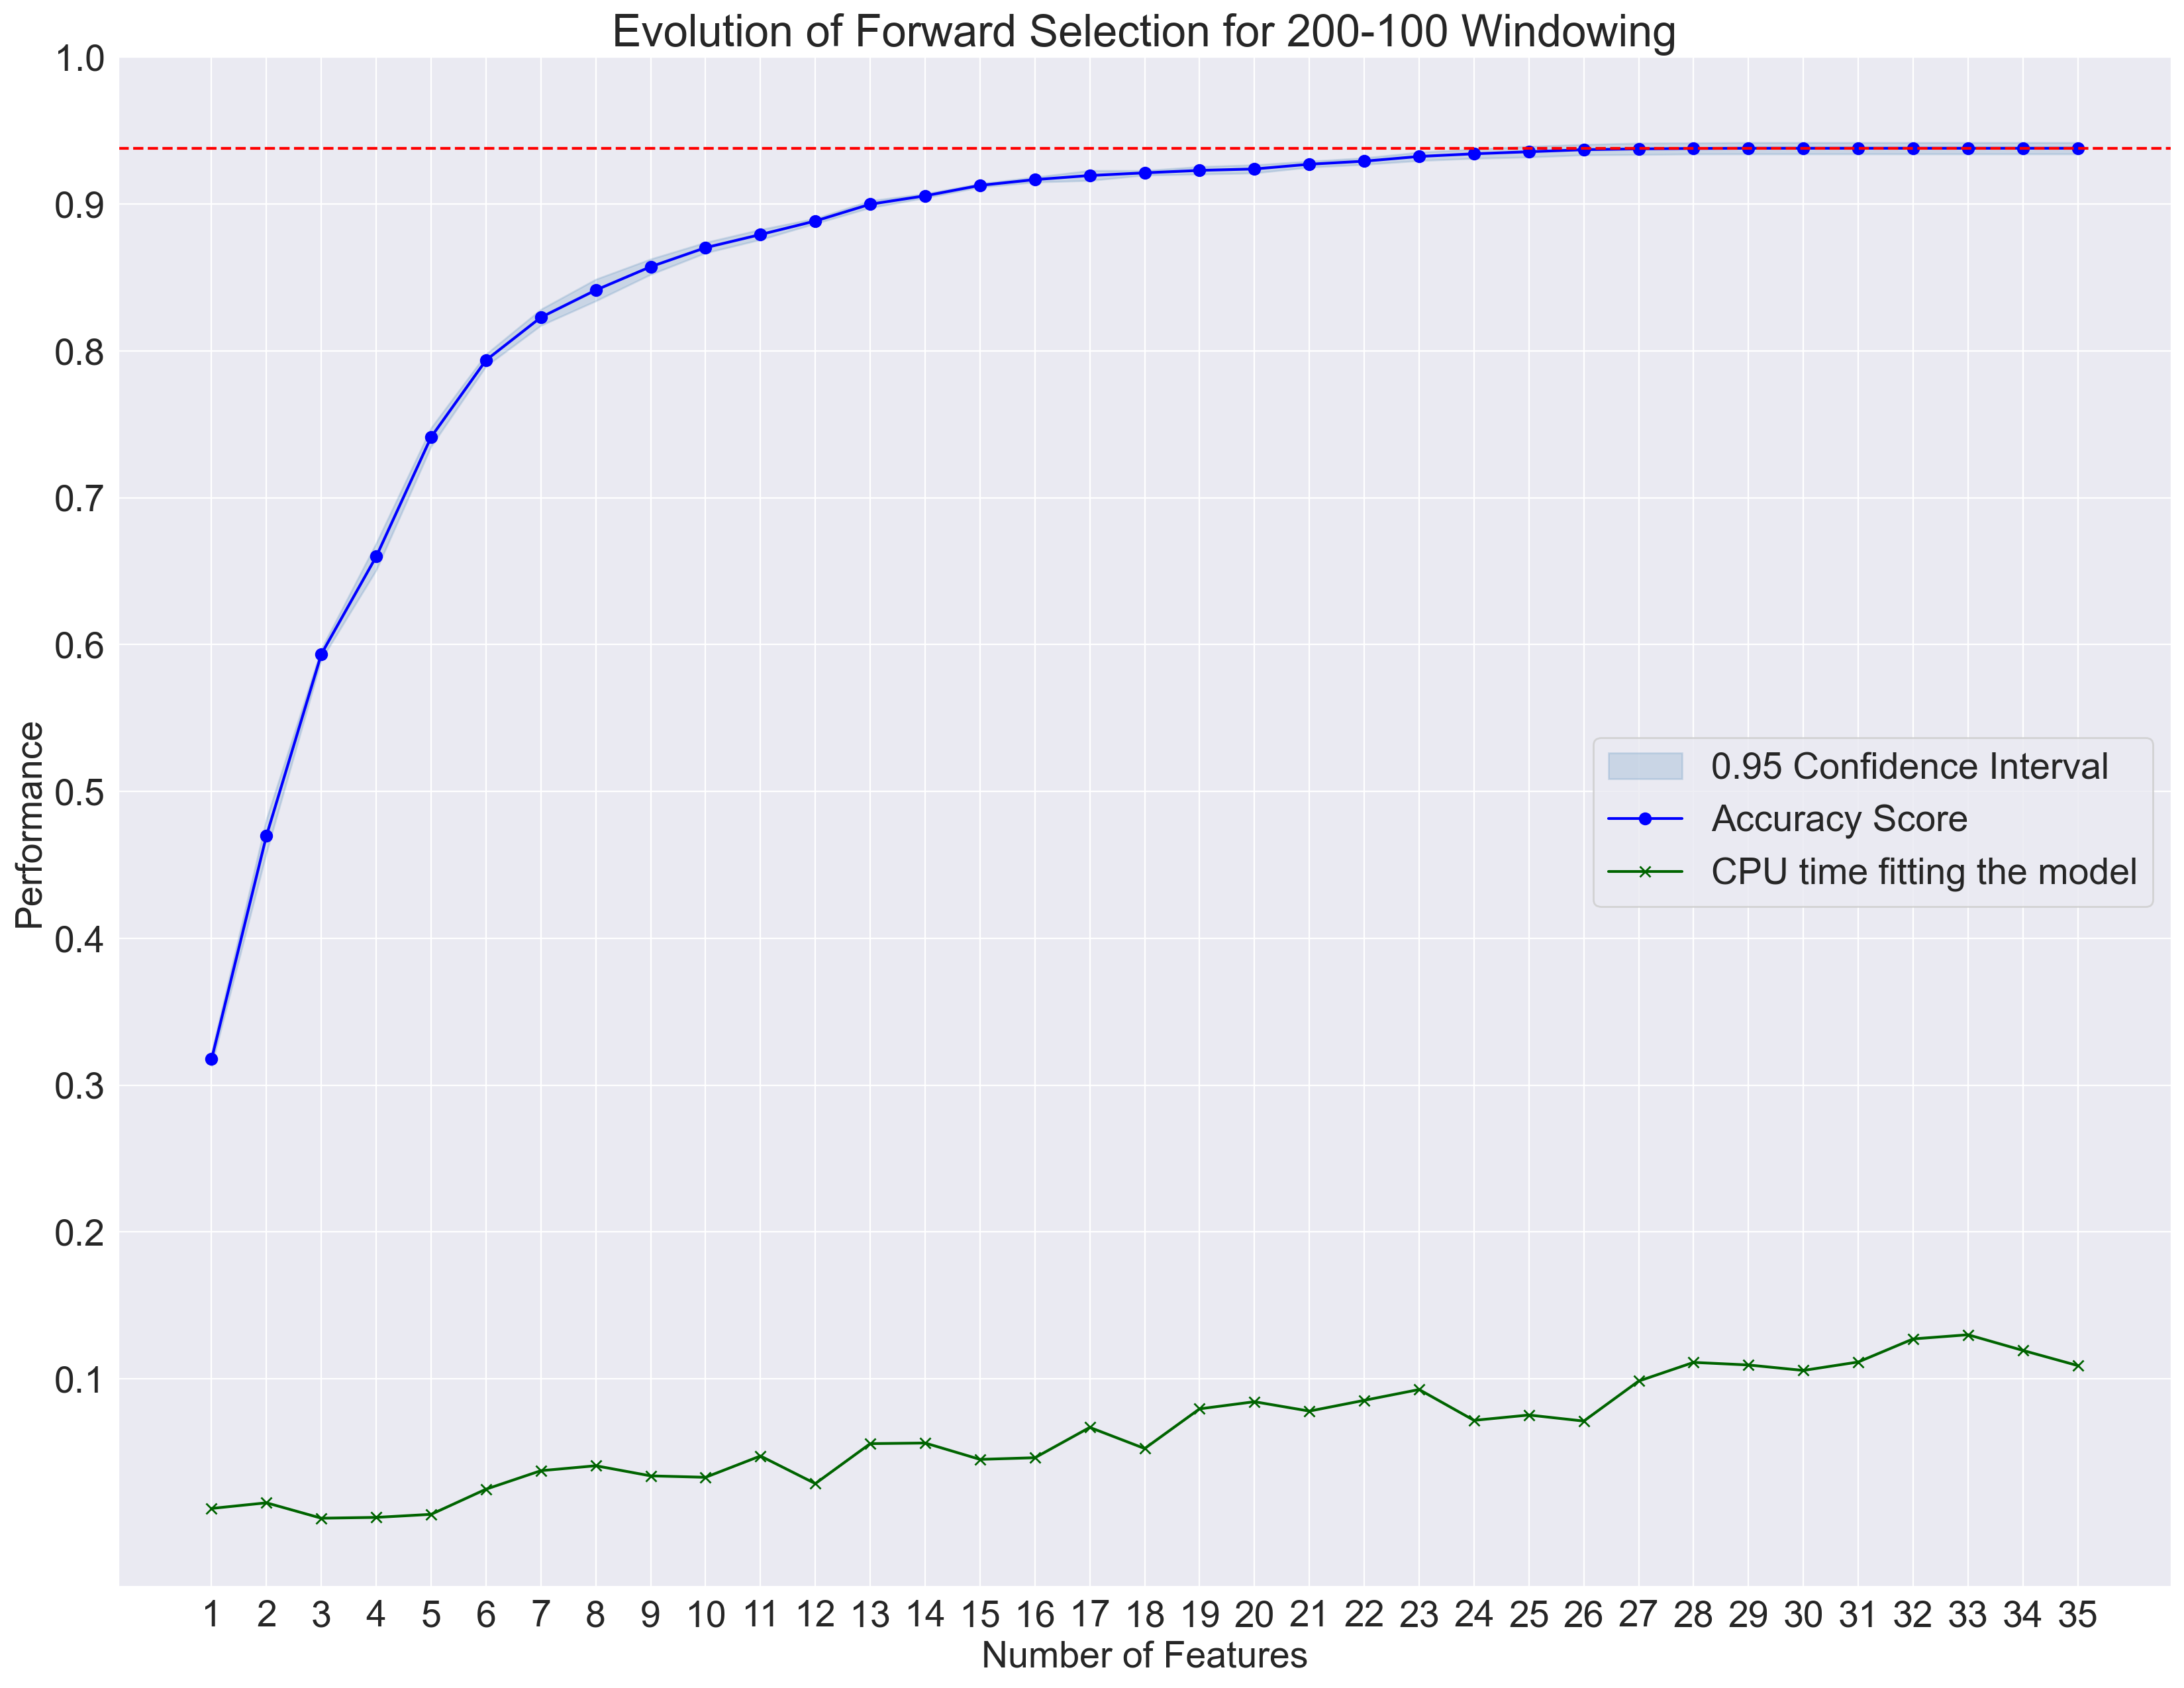 Evolution of Forward Selection for 200-100 Windowing
1.0
0.9
0.8
0.7
0.6
0.5
0.4
0.3
0.2
0.1
Performance
0.95 Confidence Interval
Accuracy Score
CPU time fitting the model
1 2 3 4 5 6 7 8 9 10 11 12 13 14 15 16 17 18 19 20 21 22 23 24 25 26 27 28 29 30 31 32 33 34 35
Number of Features